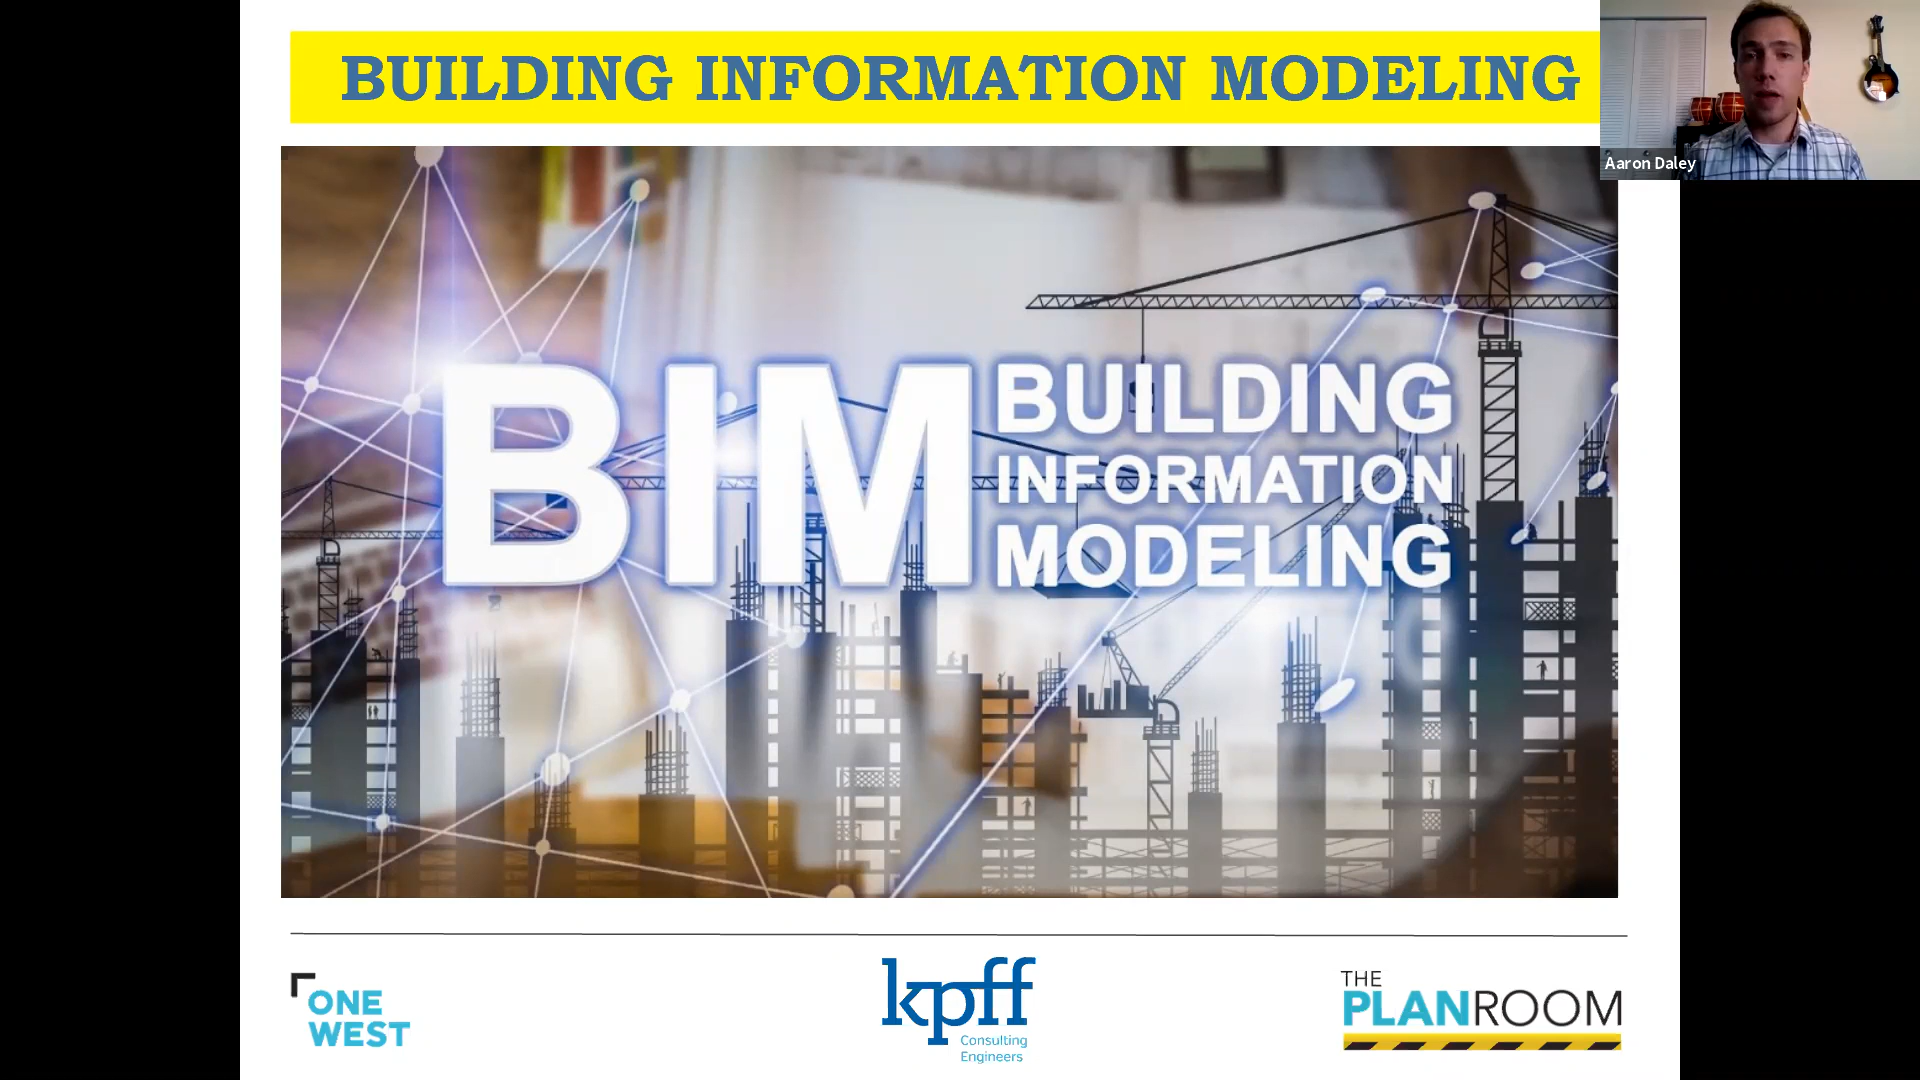 BUILDING INFORMATION MODELING
Aaron Daley
BIM
BUILDING
INFORMATION
MODELING
ONE
WEST
kpff
Consulting
Engineers
THE
PLANROOM